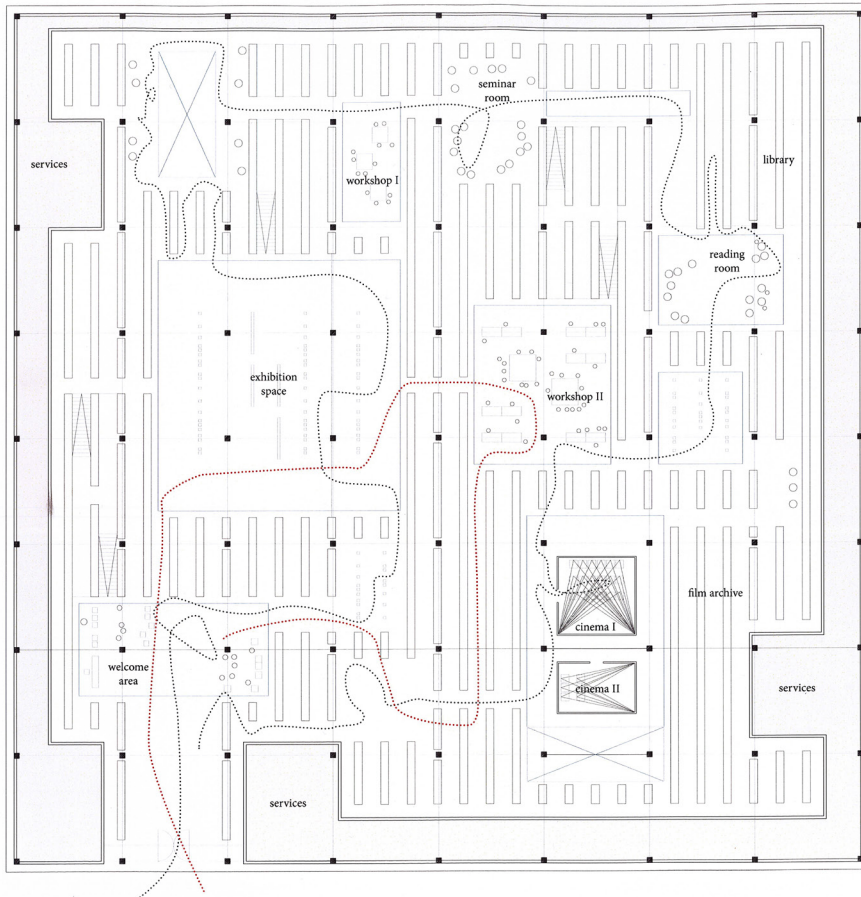 seminar
room
services
library
workshop I
reading
room
exhibition
space
workshop II
film archive
cinema I
welcome
area
cinema II
services
services